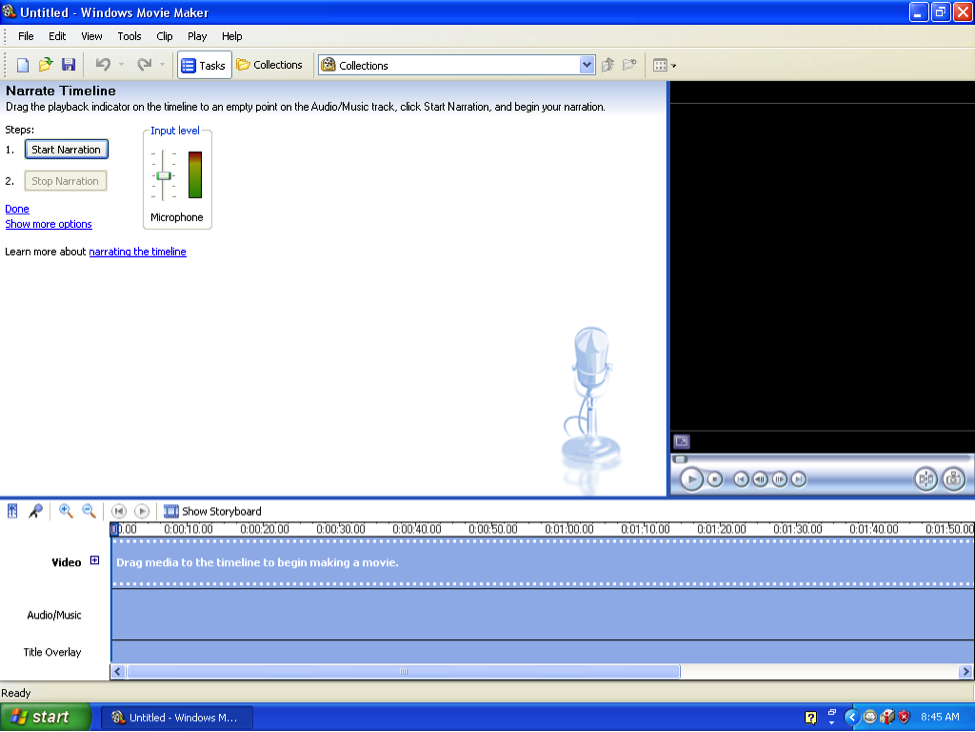 Untitled - Windows Movie Maker
File Edit View Tools Clip Play Help
Tasks Collections Collections
Narrate Timeline
Drag the playback indicator on the timeline to an empty point on the Audio/Music track, click Start Narration, and begin your narration.
Steps:
Input level
1. Start Narration
2. Stop Narration
Microphone
Done
Show more options
Learn more about narrating the timeline
Show Storyboard
00.00 0:00:10.00 0:00:20.00 0:00:30.00 0:00:40.00 0:00:50.00 0:01:00.00 0:01:10.00 0:01:20.00 0:01:30.00 0:01:40.00 0:01:50.00
Video Drag media to the timeline to begin making a movie.
Audio/Music
Title Overlay
Ready
start Untitled - Windows M... 8:45 AM